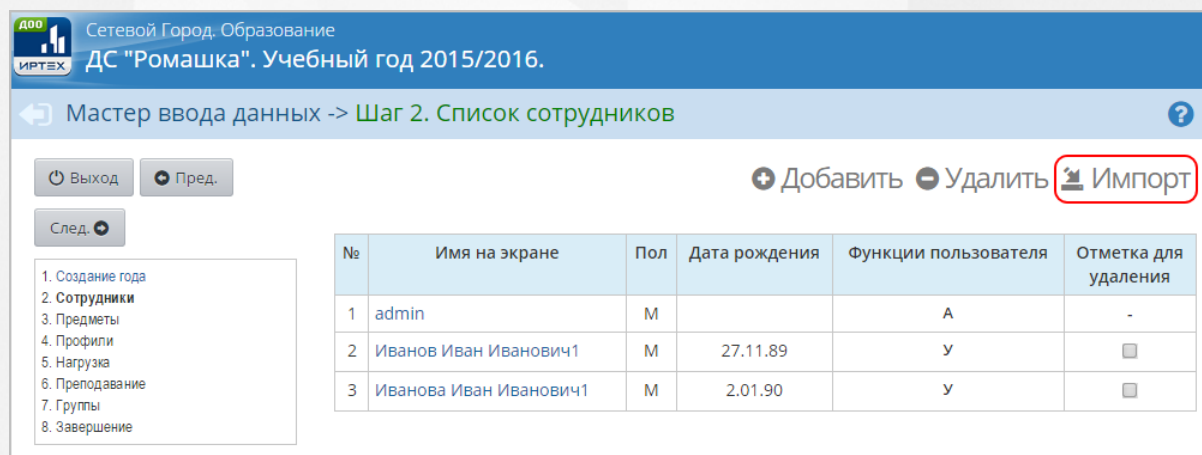 ДОО
ИРТЕХ
Сетевой Город. Образование
ДС "Ромашка". Учебный год 2015/2016.
Мастер ввода данных -> Шаг 2. Список сотрудников
?
Выход Пред.
След.
Добавить Удалить Импорт
1. Создание года
2. Сотрудники
3. Предметы
4. Профили
5. Нагрузка
6. Преподавание
7. Группы
8. Завершение
№ Имя на экране Пол Дата рождения Функции пользователя Отметка для
удаления
1 admin М А -
2 Иванов Иван Иванович1 М 27.11.89 У
3 Иванова Иван Иванович1 М 2.01.90 У